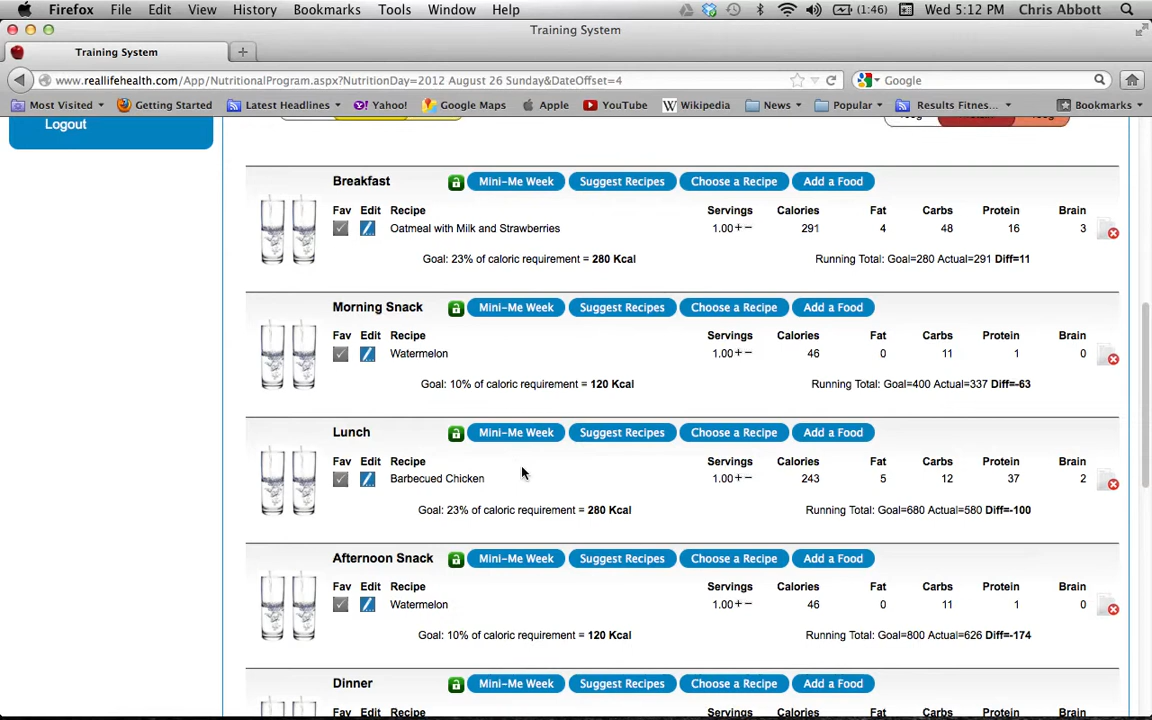 Firefox File Edit View History Bookmarks Tools Window Help (1:46) Wed 5:12 PM Chris Abbott
Training System
Training System
www.reallifehealth.com/App/NutritionalProgram.aspx?NutritionDay=2012 August 26 Sunday&DateOffset=4 Google
Most Visited Getting Started Latest Headlines Yahoo! Google Maps Apple YouTube Wikipedia News Popular Results Fitnes... Bookmarks
Logout
Breakfast Mini-Me Week Suggest Recipes Choose a Recipe Add a Food
Fav Edit Recipe Servings Calories Fat Carbs Protein Brain
Oatmeal with Milk and Strawberries 1.00+− 291 4 48 16 3
Goal: 23% of caloric requirement = 280 Kcal Running Total: Goal=280 Actual=291 Diff=11
Morning Snack Mini-Me Week Suggest Recipes Choose a Recipe Add a Food
Fav Edit Recipe Servings Calories Fat Carbs Protein Brain
Watermelon 1.00+− 46 0 11 1 0
Goal: 10% of caloric requirement = 120 Kcal Running Total: Goal=400 Actual=337 Diff=-63
Lunch Mini-Me Week Suggest Recipes Choose a Recipe Add a Food
Fav Edit Recipe Servings Calories Fat Carbs Protein Brain
Barbecued Chicken 1.00+− 243 5 12 37 2
Goal: 23% of caloric requirement = 280 Kcal Running Total: Goal=680 Actual=580 Diff=-100
Afternoon Snack Mini-Me Week Suggest Recipes Choose a Recipe Add a Food
Fav Edit Recipe Servings Calories Fat Carbs Protein Brain
Watermelon 1.00+− 46 0 11 1 0
Goal: 10% of caloric requirement = 120 Kcal Running Total: Goal=800 Actual=626 Diff=-174
Dinner Mini-Me Week Suggest Recipes Choose a Recipe Add a Food
Fav Edit Recipe Servings Calories Fat Carbs Protein Brain